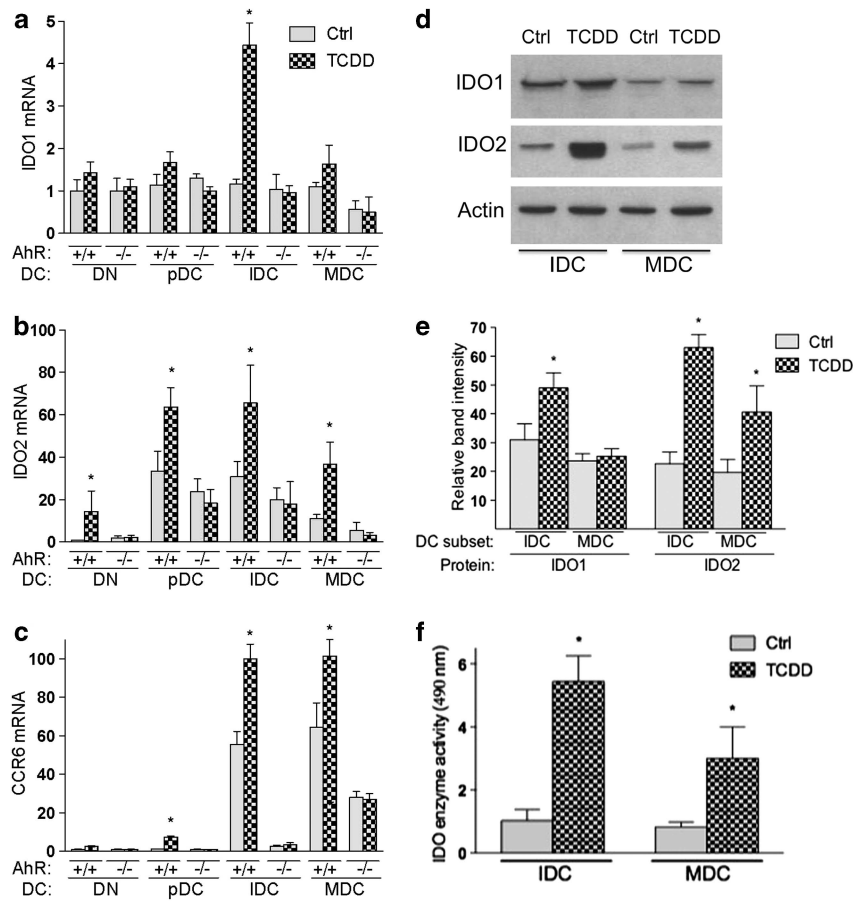 a
*
Ctrl
TCDD
IDO1 mRNA
5
4
3
2
1
0
AhR: +/+ -/- +/+ -/- +/+ -/- +/+ -/-
DC: DN pDC IDC MDC
b
IDO2 mRNA
100
80
60
40
20
0
* * * *
AhR: +/+ -/- +/+ -/- +/+ -/- +/+ -/-
DC: DN pDC IDC MDC
c
CCR6 mRNA
100
80
60
40
20
0
* * *
AhR: +/+ -/- +/+ -/- +/+ -/- +/+ -/-
DC: DN pDC IDC MDC
d
Ctrl TCDD Ctrl TCDD
IDO1
IDO2
Actin
IDC MDC
e
Relative band intensity
70
60
50
40
30
20
10
* * *
Ctrl
TCDD
DC subset: IDC MDC IDC MDC
Protein: IDO1 IDO2
f
IDO enzyme activity (490 nm)
6
4
2
0
* *
Ctrl
TCDD
IDC MDC